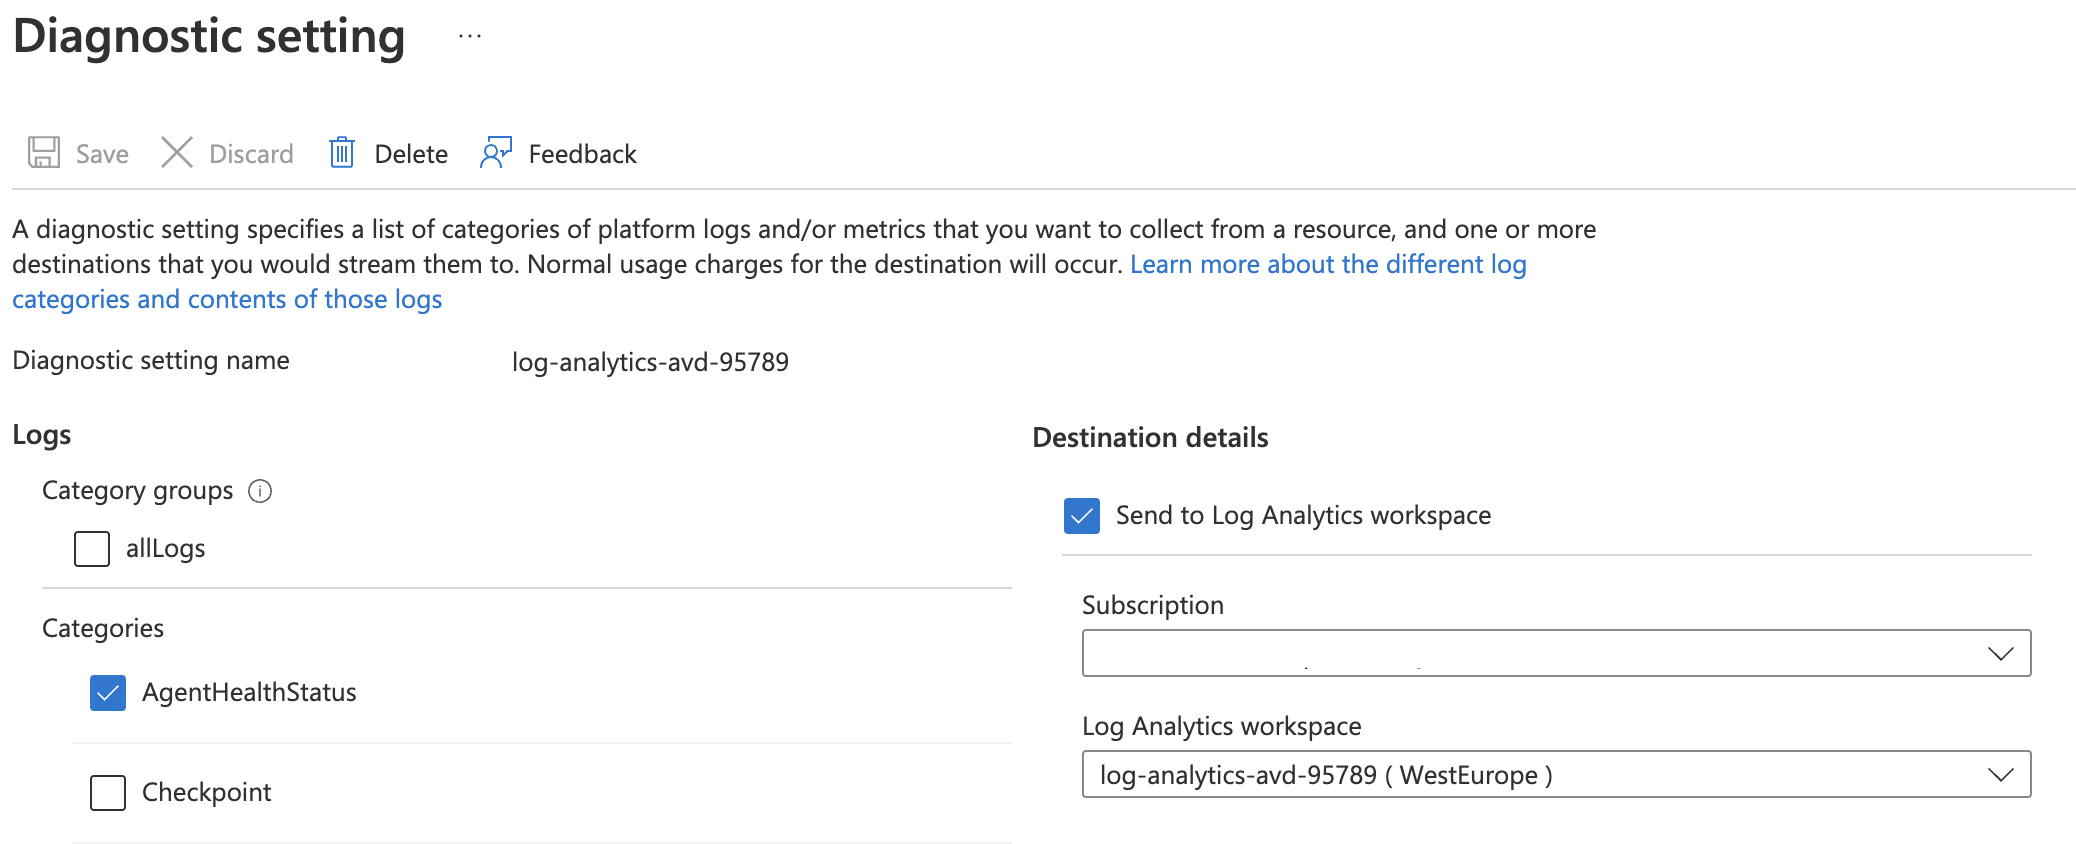 Diagnostic setting ...
Save Discard Delete Feedback
A diagnostic setting specifies a list of categories of platform logs and/or metrics that you want to collect from a resource, and one or more
destinations that you would stream them to. Normal usage charges for the destination will occur. Learn more about the different log
categories and contents of those logs
Diagnostic setting name log-analytics-avd-95789
Logs
Category groups
allLogs
Categories
AgentHealthStatus
Checkpoint
Destination details
Send to Log Analytics workspace
Subscription
Log Analytics workspace
log-analytics-avd-95789 ( WestEurope )